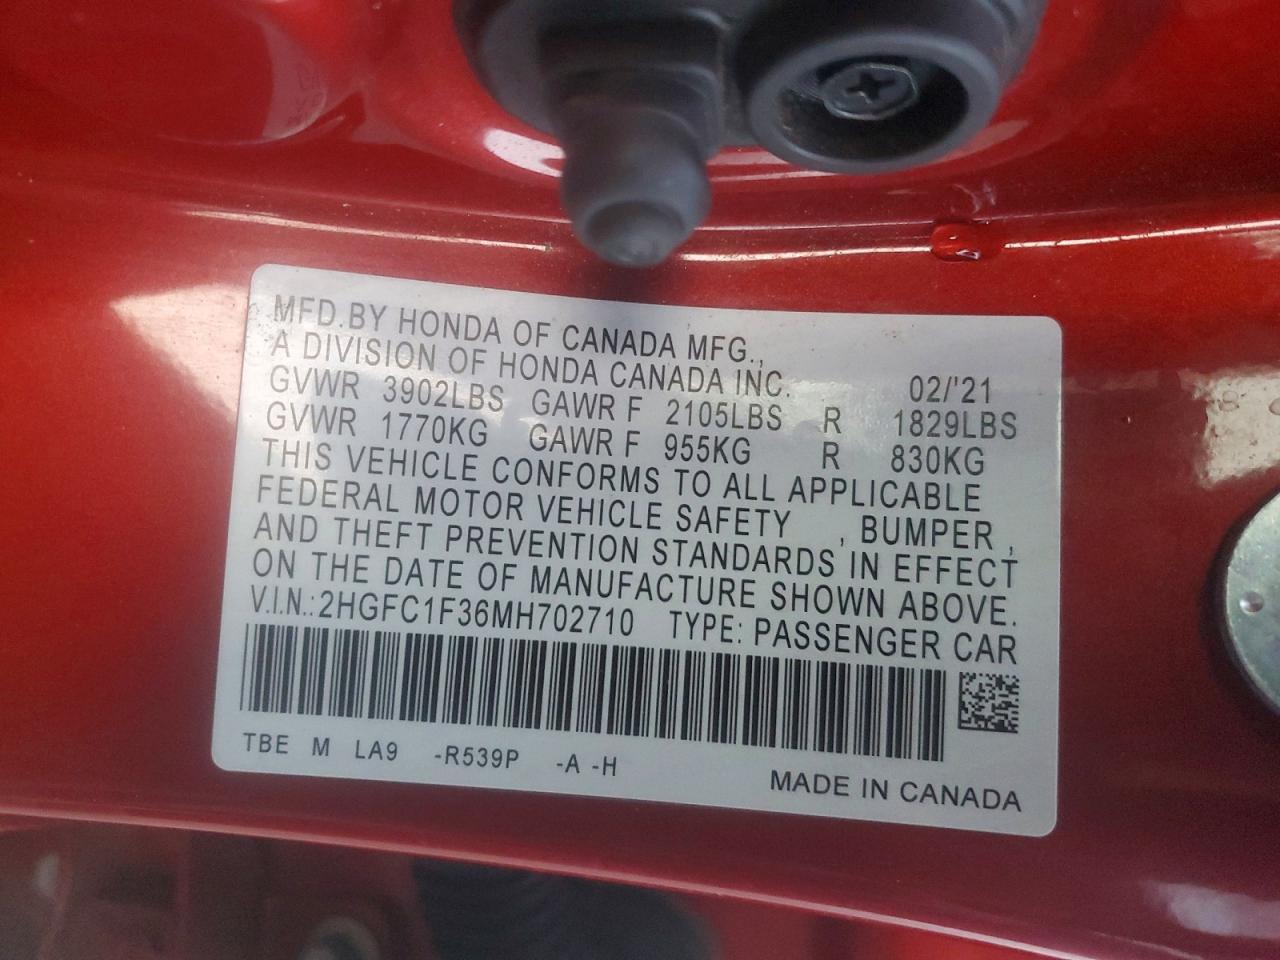 MFD. BY HONDA OF CANADA MFG.,
A DIVISION OF HONDA CANADA INC. 02/'21
GVWR 3902LBS GAWR F 2105LBS R 1829LBS
GVWR 1770KG GAWR F 955KG R 830KG
THIS VEHICLE CONFORMS TO ALL APPLICABLE
FEDERAL MOTOR VEHICLE SAFETY , BUMPER ,
AND THEFT PREVENTION STANDARDS IN EFFECT
ON THE DATE OF MANUFACTURE SHOWN ABOVE.
V.I.N.: 2HGFC1F36MH702710 TYPE: PASSENGER CAR
TBE M LA9 -R539P -A -H
MADE IN CANADA